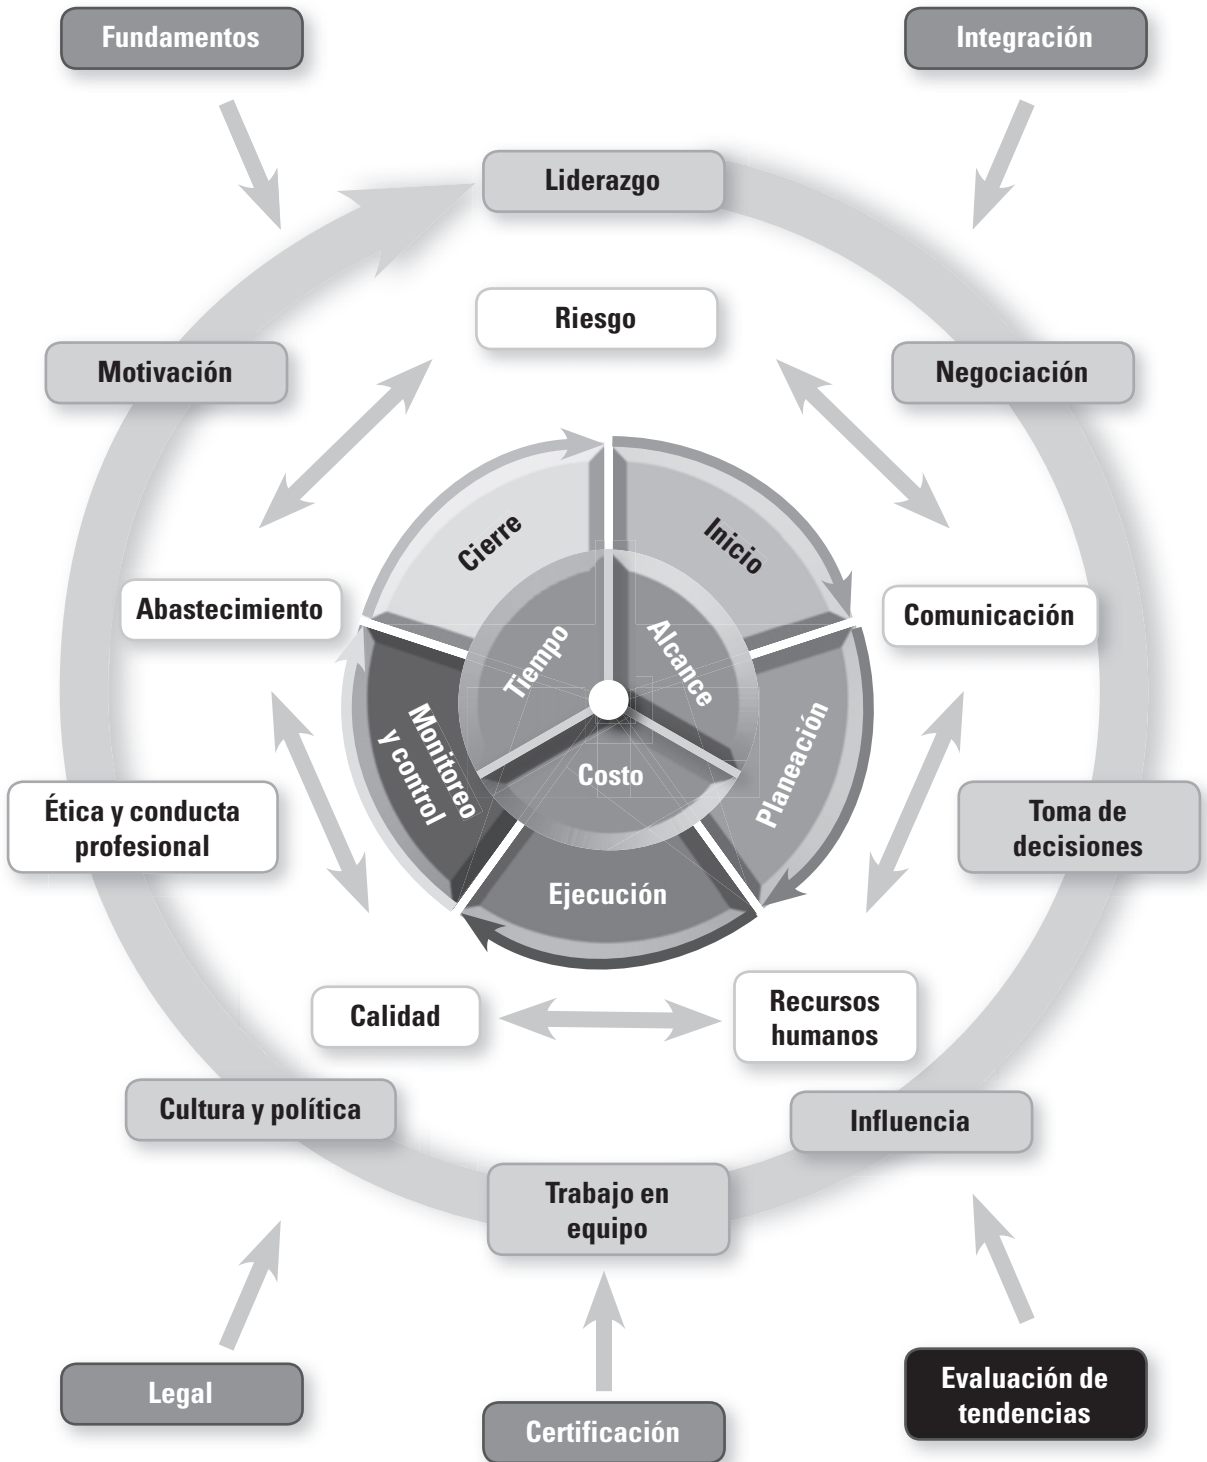 Fundamentos
Integración
Liderazgo
Riesgo
Motivación
Negociación
Cierre
Inicio
Abastecimiento
Comunicación
Tiempo
Alcance
Monitoreo
y control
Costo
Planeación
Ética y conducta
profesional
Toma de
decisiones
Ejecución
Calidad
Recursos
humanos
Cultura y política
Influencia
Trabajo en
equipo
Legal
Certificación
Evaluación de
tendencias